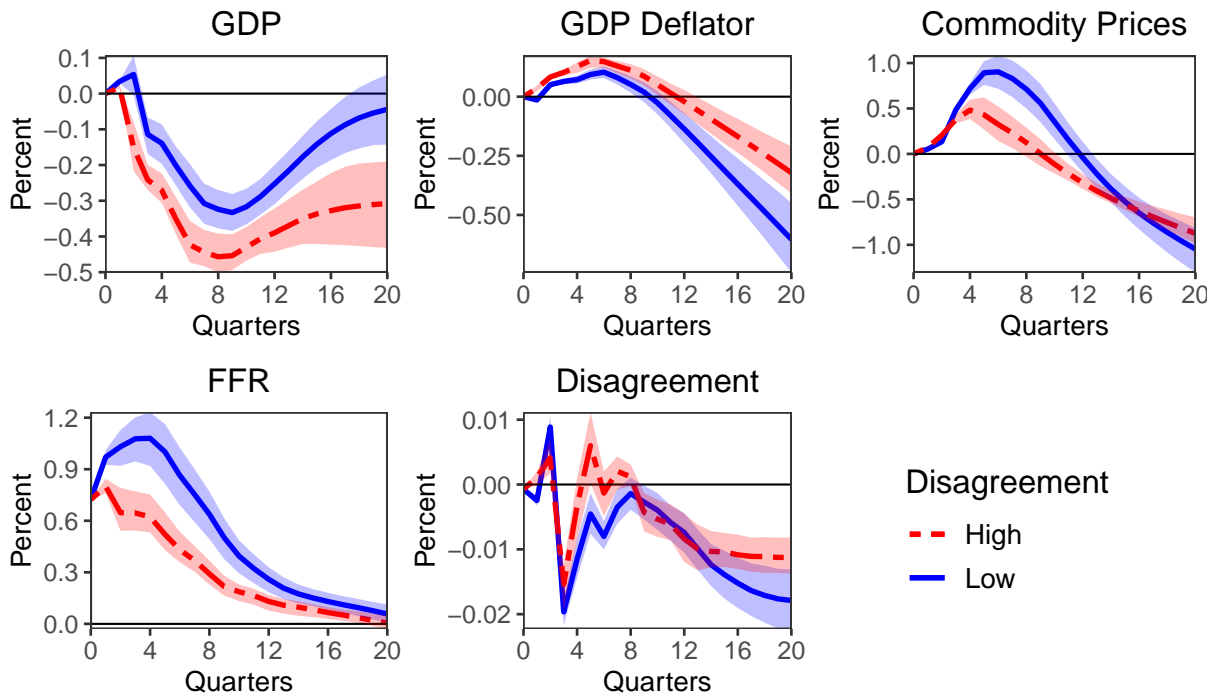 GDP
GDP Deflator
Commodity Prices
Percent
0.1
0.0
−0.1
−0.2
−0.3
−0.4
−0.5
0 4 8 12 16 20
Quarters
Percent
0.00
−0.25
−0.50
0 4 8 12 16 20
Quarters
Percent
1.0
0.5
0.0
−0.5
−1.0
0 4 8 12 16 20
Quarters
FFR
Disagreement
Percent
1.2
0.9
0.6
0.3
0.0
0 4 8 12 16 20
Quarters
Percent
0.01
0.00
−0.01
−0.02
0 4 8 12 16 20
Quarters
Disagreement
High
Low